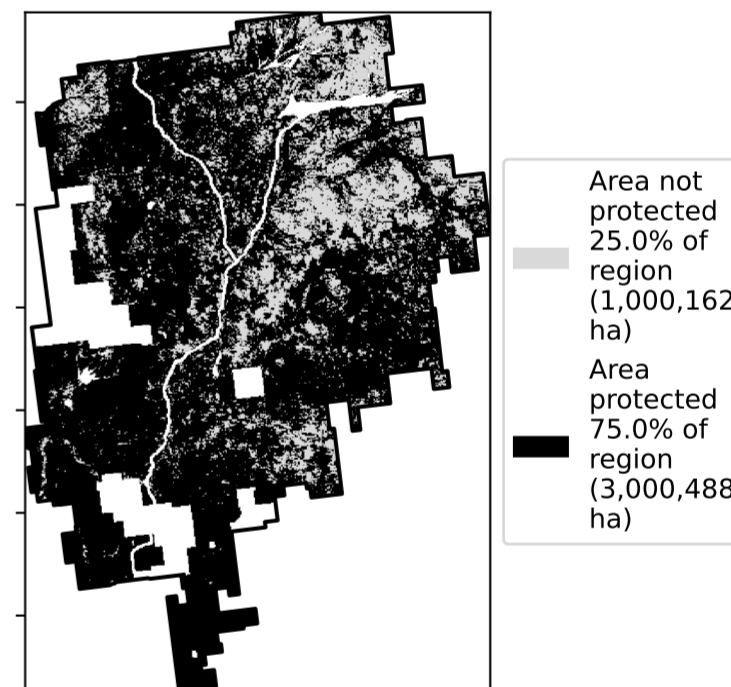 Area not
protected
25.0% of
region
(1,000,162
ha)
Area
protected
75.0% of
region
(3,000,488
ha)